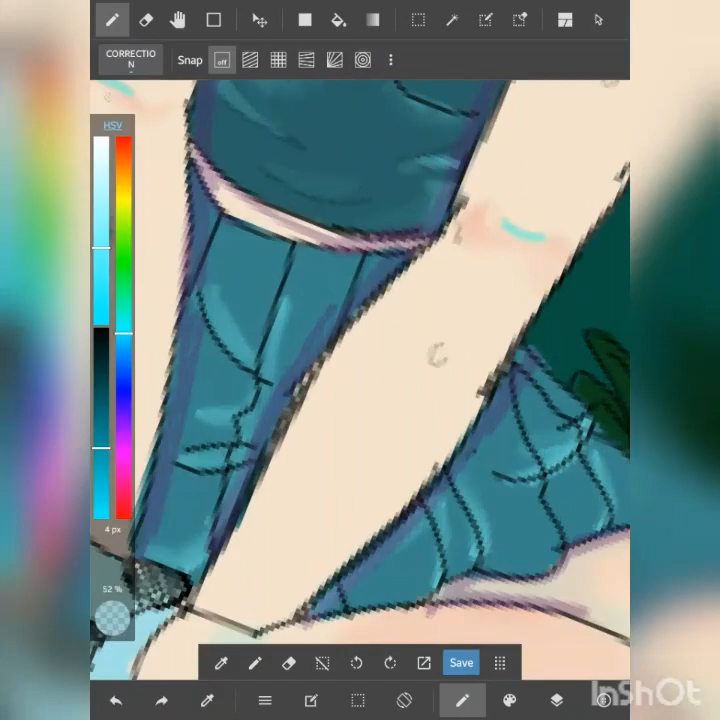 CORRECTIO
N
Snap
off
HSV
4 px
52 %
Save
InShOt